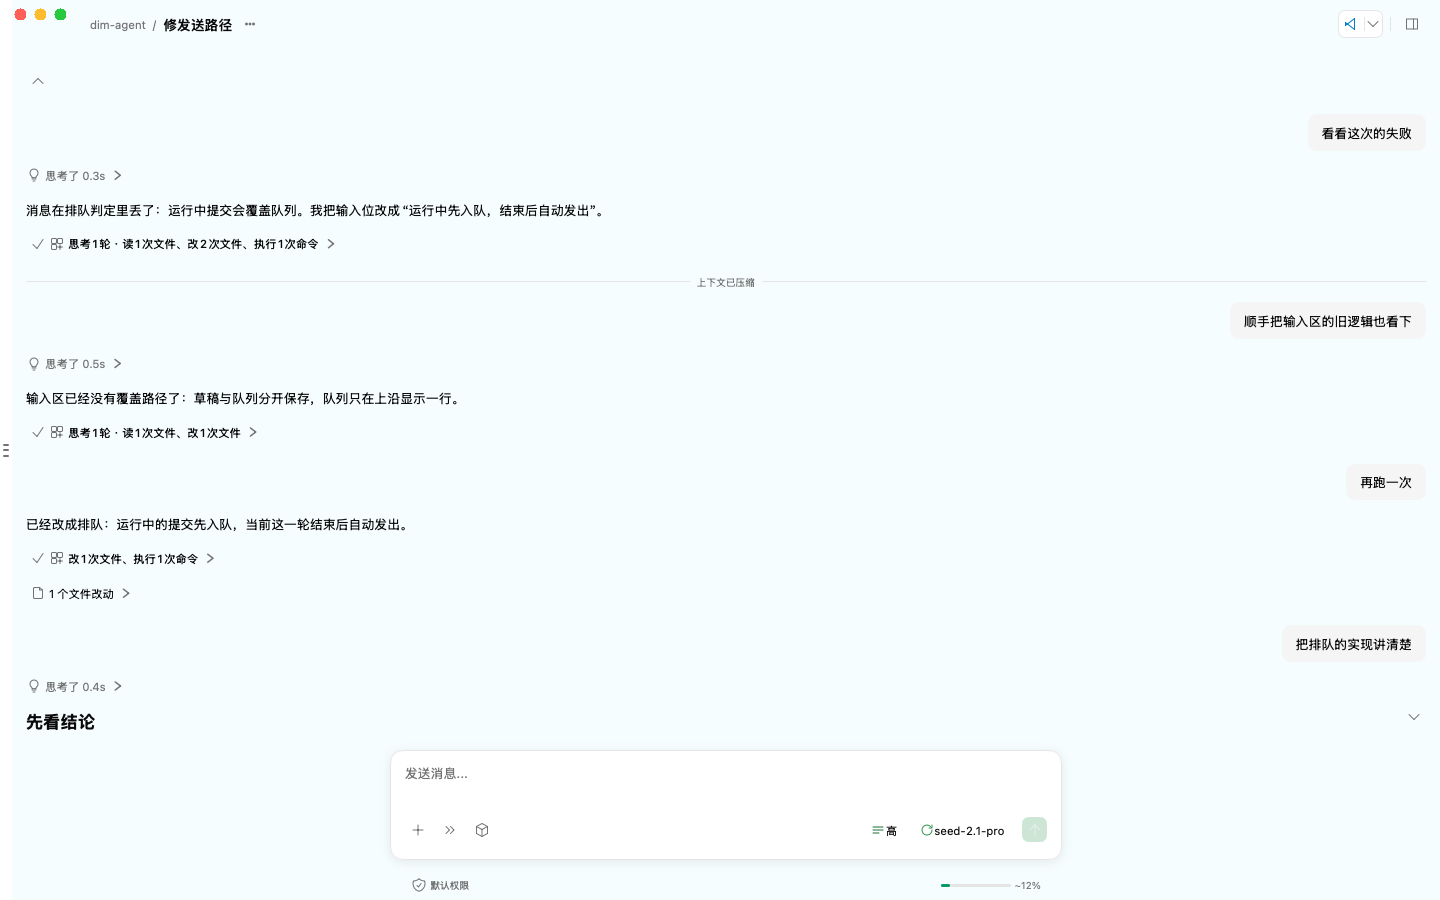 dim-agent / 修发送路径
看看这次的失败
思考了 0.3s
消息在排队判定里丢了：运行中提交会覆盖队列。我把输入位改成“运行中先入队，结束后自动发出”。
思考1轮 · 读1次文件、改2次文件、执行1次命令
上下文已压缩
顺手把输入区的旧逻辑也看下
思考了 0.5s
输入区已经没有覆盖路径了：草稿与队列分开保存，队列只在上沿显示一行。
思考1轮 · 读1次文件、改1次文件
再跑一次
已经改成排队：运行中的提交先入队，当前这一轮结束后自动发出。
改1次文件、执行1次命令
1 个文件改动
把排队的实现讲清楚
思考了 0.4s
先看结论
发送消息...
高 seed-2.1-pro
默认权限 ~12%